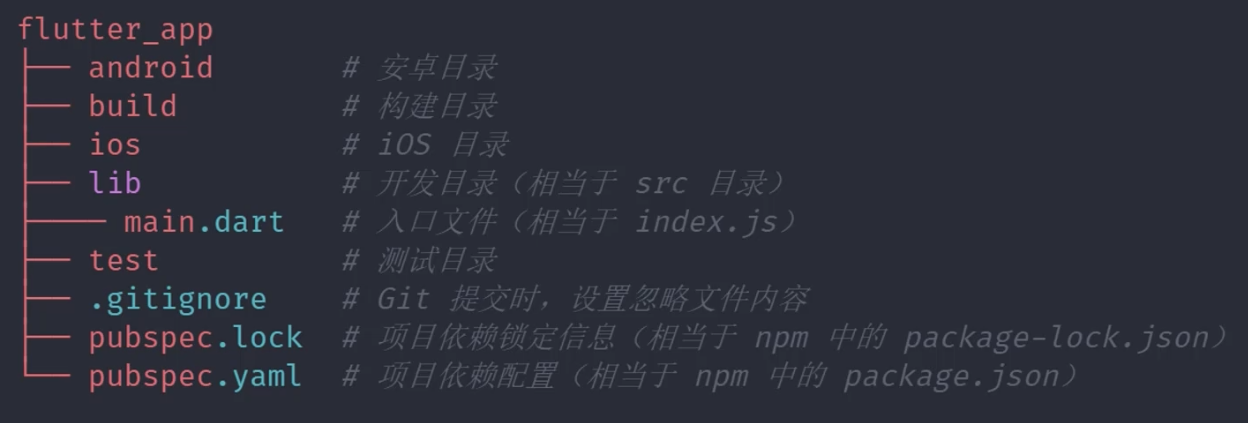 flutter_app
├── android        # 安卓目录
├── build          # 构建目录
├── ios            # iOS 目录
├── lib            # 开发目录（相当于 src 目录）
├──── main.dart    # 入口文件（相当于 index.js）
├── test           # 测试目录
├── .gitignore     # Git 提交时，设置忽略文件内容
├── pubspec.lock   # 项目依赖锁定信息（相当于 npm 中的 package-lock.json）
└── pubspec.yaml   # 项目依赖配置（相当于 npm 中的 package.json）